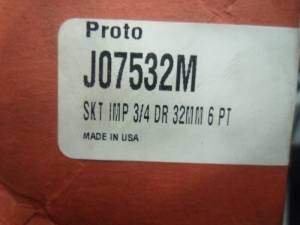 Proto
J07532M
SKT IMP 3/4 DR 32MM 6 PT
MADE IN USA